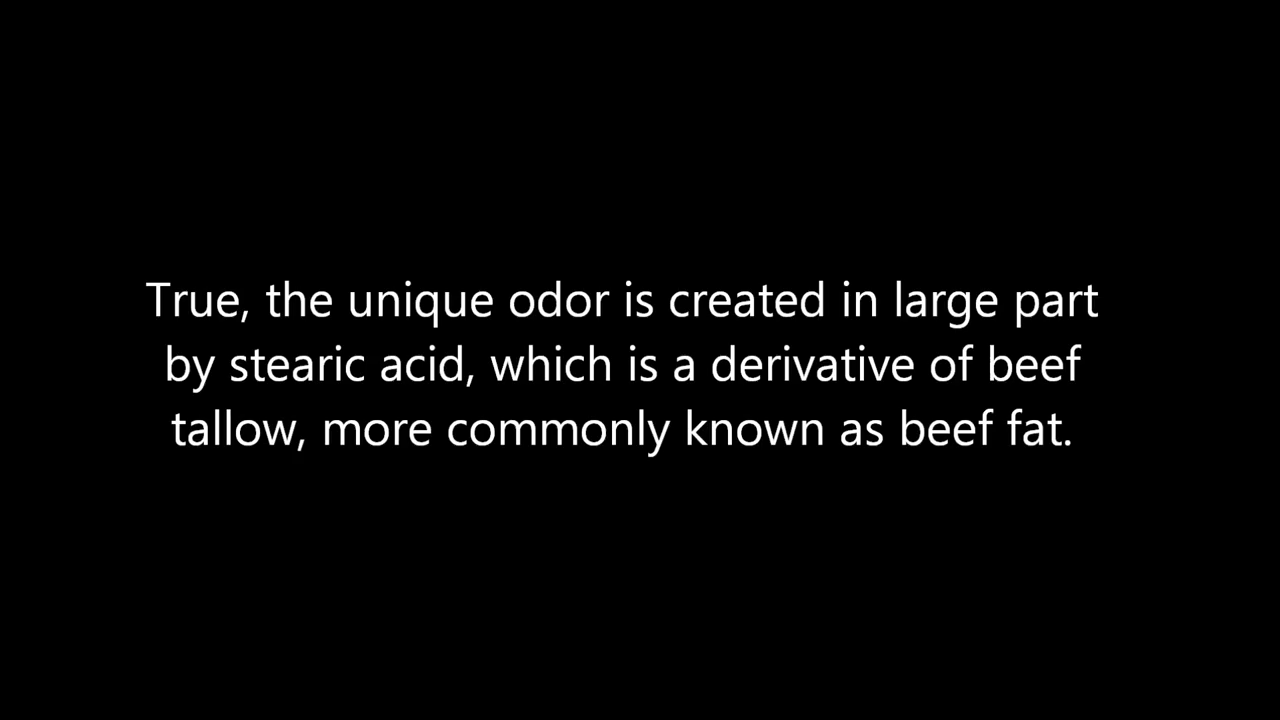 True, the unique odor is created in large part
by stearic acid, which is a derivative of beef
tallow, more commonly known as beef fat.